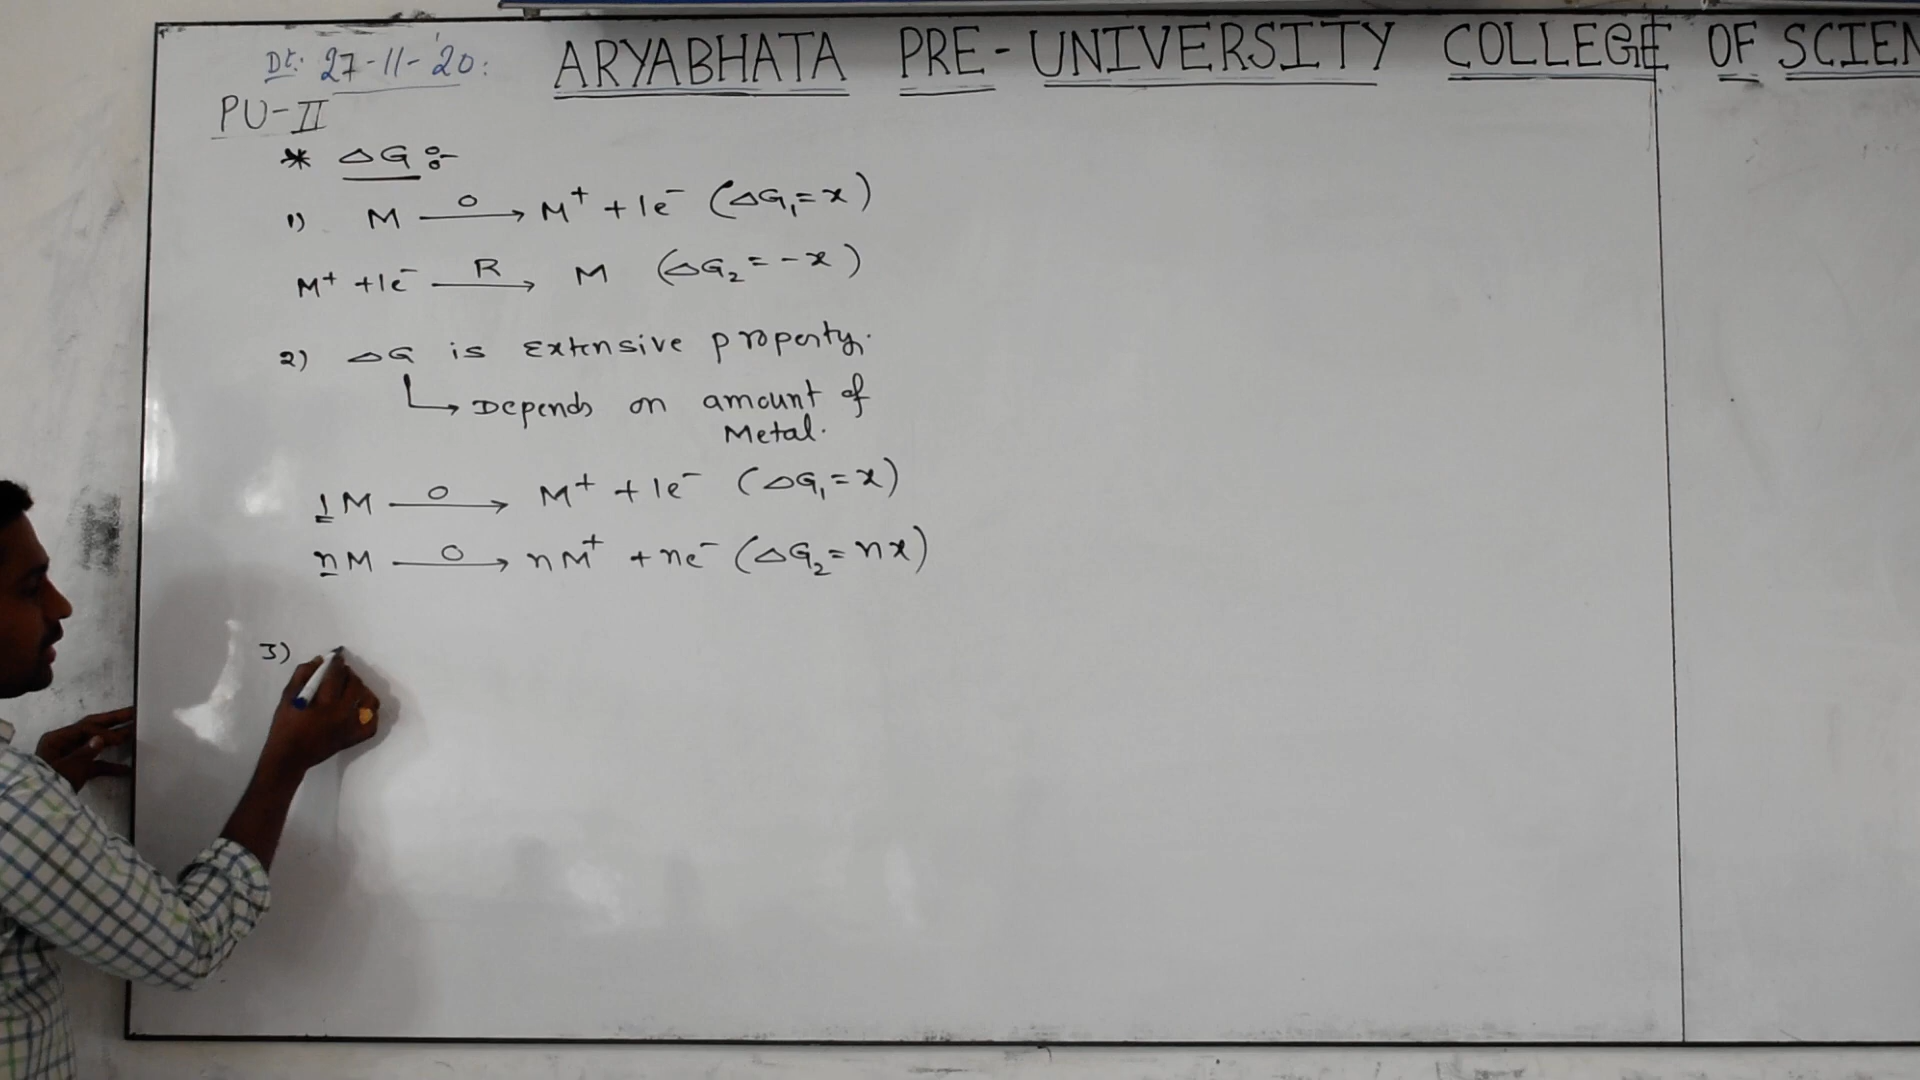 Dt: 27-11-'20:
ARYABHATA PRE-UNIVERSITY COLLEGE OF SCIEN
PU-II
* ΔG :-
1) M —O→ M⁺ + 1e⁻ (ΔG₁ = x)
M⁺ + 1e⁻ —R→ M (ΔG₂ = -x)
2) ΔG is Extensive property.
↳ Depends on amount of
Metal.
1M —O→ M⁺ + 1e⁻ (ΔG₁ = x)
nM —O→ nM⁺ + ne⁻ (ΔG₂ = nx)
3)